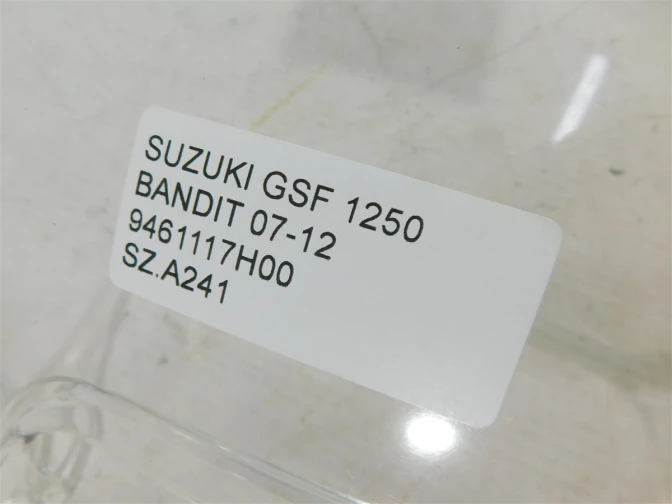 SUZUKI GSF 1250
BANDIT 07-12
9461117H00
SZ.A241